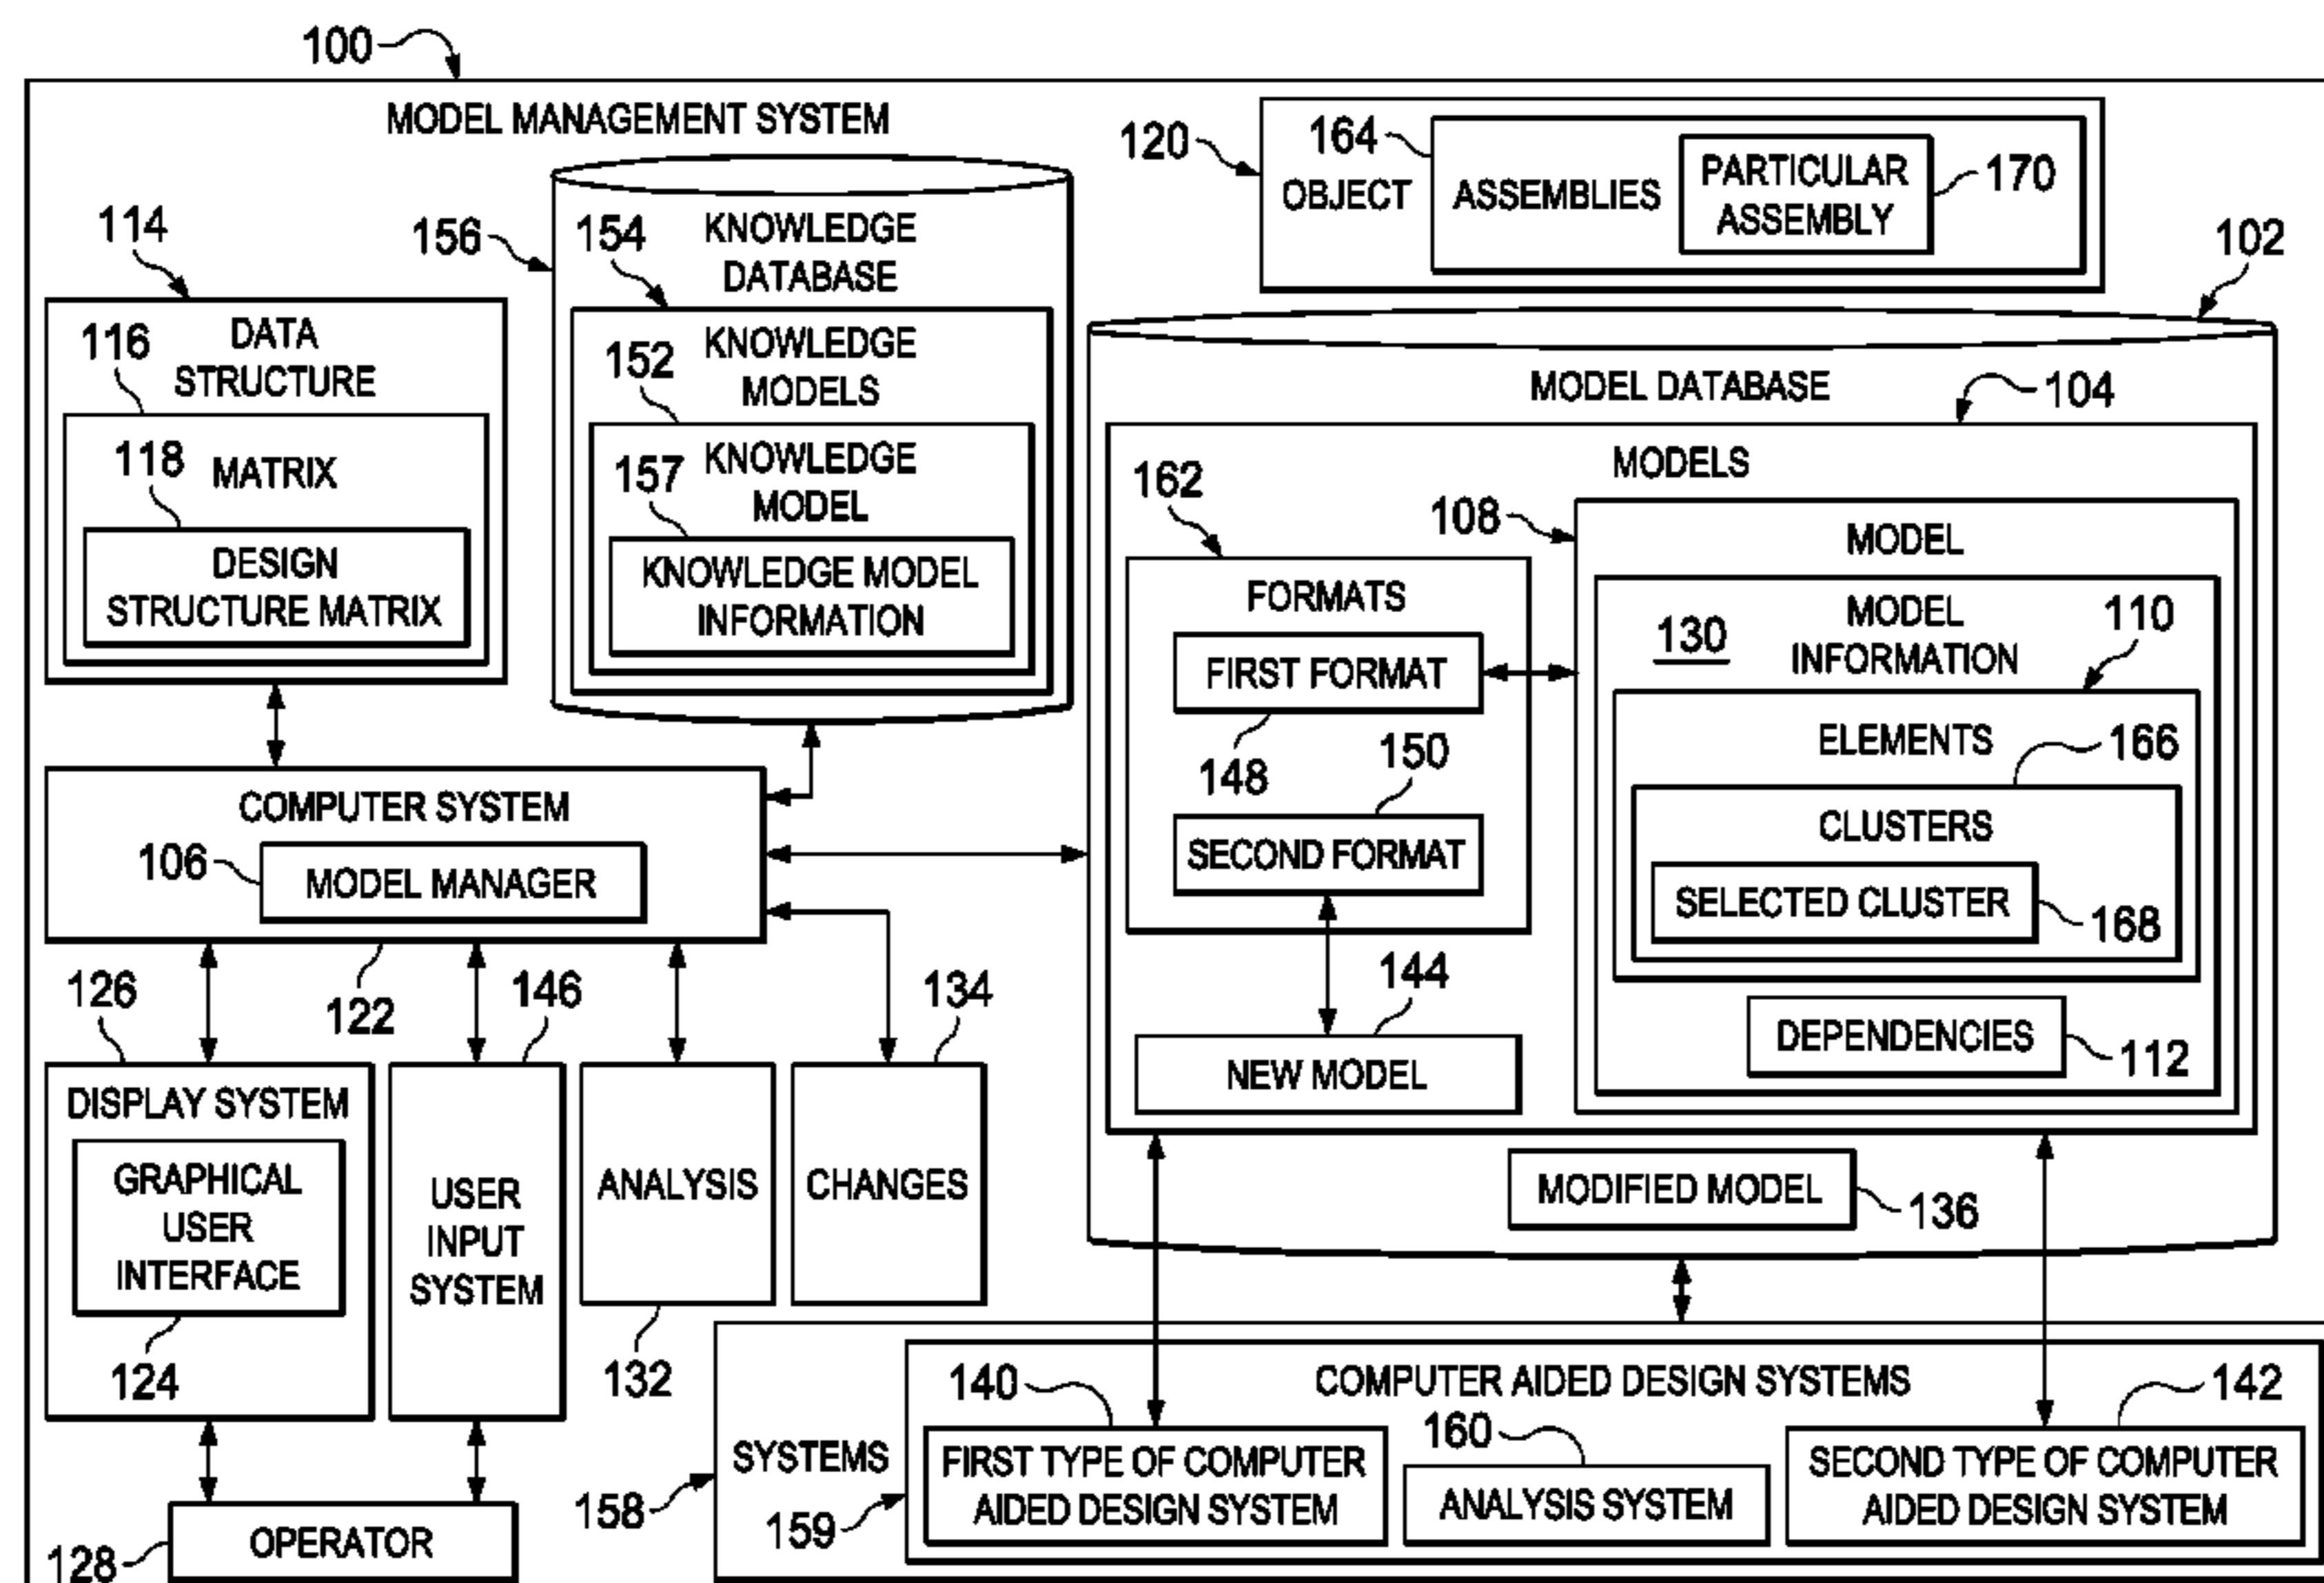 100
MODEL MANAGEMENT SYSTEM
120
164
OBJECT
ASSEMBLIES
PARTICULAR
ASSEMBLY
170
102
114
DATA
STRUCTURE
116
MATRIX
118
DESIGN
STRUCTURE MATRIX
156
154
KNOWLEDGE
DATABASE
152
KNOWLEDGE
MODELS
157
KNOWLEDGE
MODEL
KNOWLEDGE MODEL
INFORMATION
MODEL DATABASE
104
MODELS
162
FORMATS
FIRST FORMAT
148
150
SECOND FORMAT
144
NEW MODEL
108
MODEL
MODEL
INFORMATION
130
110
ELEMENTS
166
CLUSTERS
SELECTED CLUSTER
168
DEPENDENCIES
112
MODIFIED MODEL
136
COMPUTER SYSTEM
106
MODEL MANAGER
122
126
DISPLAY SYSTEM
GRAPHICAL
USER
INTERFACE
124
146
USER
INPUT
SYSTEM
ANALYSIS
132
134
CHANGES
128
OPERATOR
158
SYSTEMS
159
COMPUTER AIDED DESIGN SYSTEMS
140
FIRST TYPE OF COMPUTER
AIDED DESIGN SYSTEM
160
ANALYSIS SYSTEM
142
SECOND TYPE OF COMPUTER
AIDED DESIGN SYSTEM